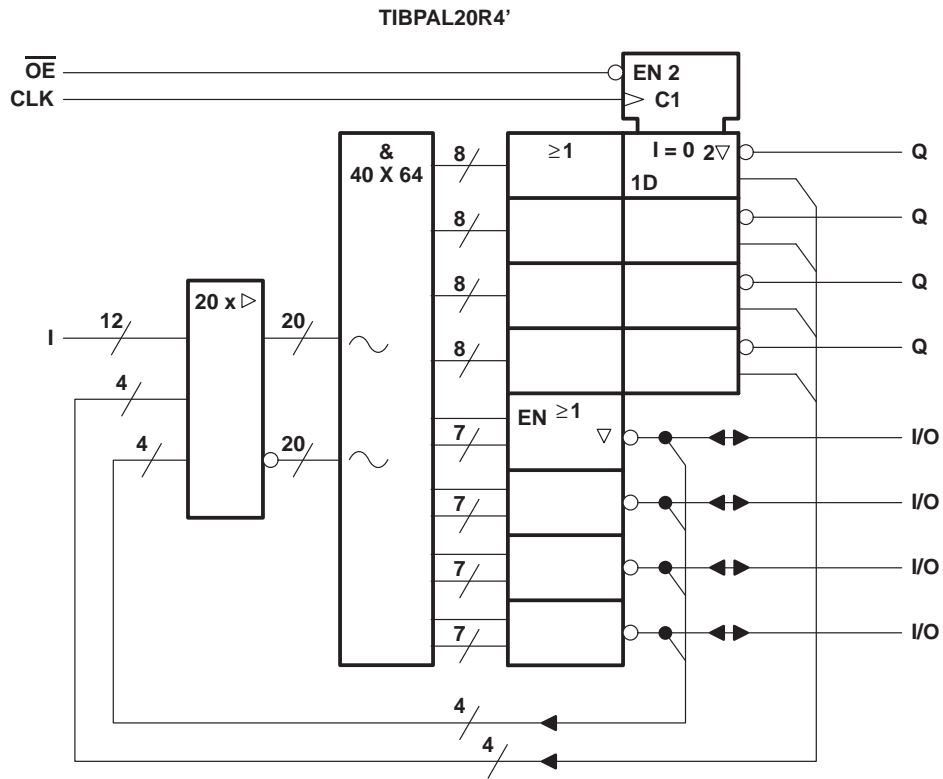 TIBPAL20R4’
OE
EN 2
CLK
C1
&
40 X 64
8
≥1
I = 0 2▽
1D
Q
8
Q
8
Q
20 x ▷
I
12
20
8
Q
4
EN ≥1
▽
7
I/O
4
20
7
I/O
7
I/O
7
I/O
4
4